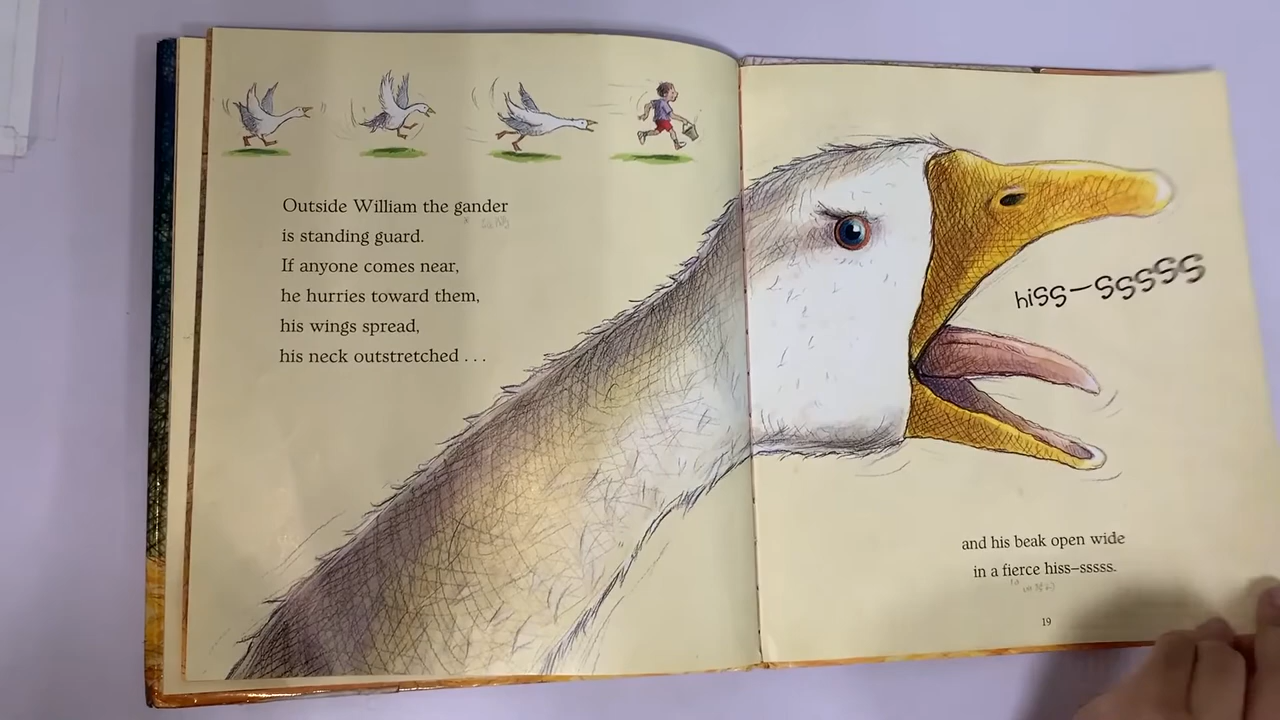 Outside William the gander
is standing guard.
If anyone comes near,
he hurries toward them,
his wings spread,
his neck outstretched . . .
hiss–sssss
and his beak open wide
in a fierce hiss–sssss.
19